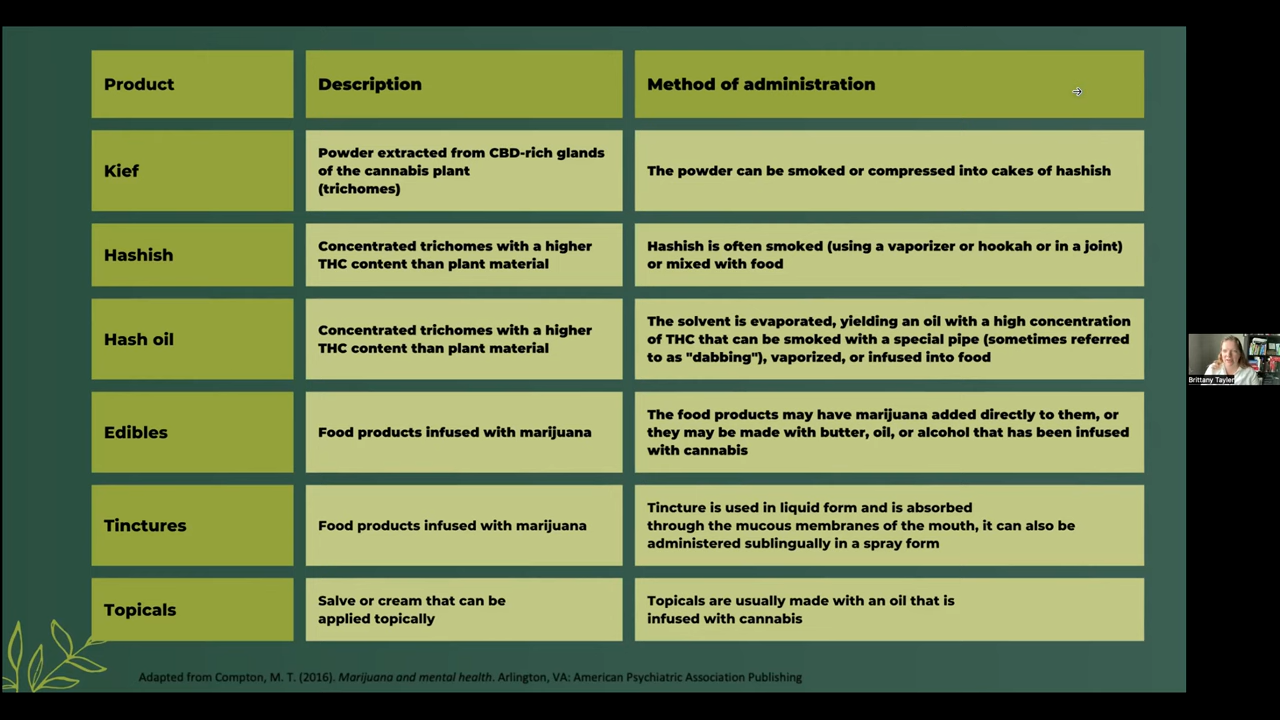 Product
Description
Method of administration
Kief
Powder extracted from CBD-rich glands
of the cannabis plant
(trichomes)
The powder can be smoked or compressed into cakes of hashish
Hashish
Concentrated trichomes with a higher
THC content than plant material
Hashish is often smoked (using a vaporizer or hookah or in a joint)
or mixed with food
Hash oil
Concentrated trichomes with a higher
THC content than plant material
The solvent is evaporated, yielding an oil with a high concentration
of THC that can be smoked with a special pipe (sometimes referred
to as "dabbing"), vaporized, or infused into food
Edibles
Food products infused with marijuana
The food products may have marijuana added directly to them, or
they may be made with butter, oil, or alcohol that has been infused
with cannabis
Tinctures
Food products infused with marijuana
Tincture is used in liquid form and is absorbed
through the mucous membranes of the mouth, it can also be
administered sublingually in a spray form
Topicals
Salve or cream that can be
applied topically
Topicals are usually made with an oil that is
infused with cannabis
Adapted from Compton, M. T. (2016). Marijuana and mental health. Arlington, VA: American Psychiatric Association Publishing
Brittany Tayler